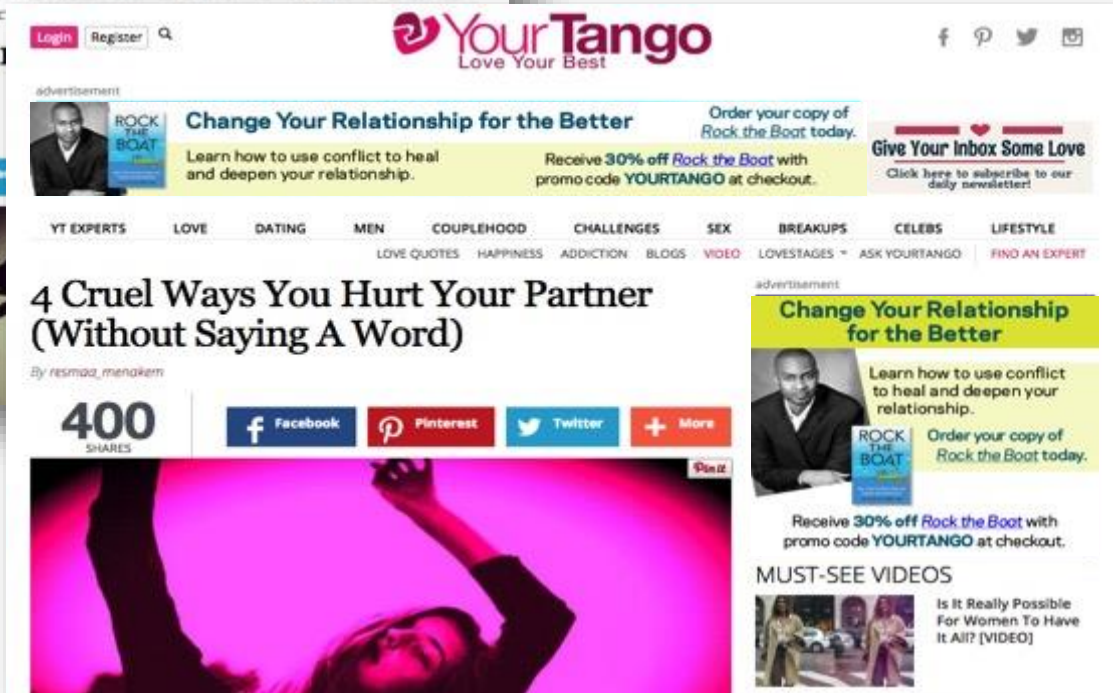 Login Register
YourTango
Love Your Best
advertisement
ROCK
THE
BOAT
Change Your Relationship for the Better
Learn how to use conflict to heal
and deepen your relationship.
Order your copy of
Rock the Boat today.
Receive 30% off Rock the Boat with
promo code YOURTANGO at checkout.
Give Your Inbox Some Love
Click here to subscribe to our
daily newsletter!
YT EXPERTS LOVE DATING MEN COUPLEHOOD CHALLENGES SEX BREAKUPS CELEBS LIFESTYLE
LOVE QUOTES HAPPINESS ADDICTION BLOGS VIDEO LOVESTAGES ASK YOURTANGO FIND AN EXPERT
4 Cruel Ways You Hurt Your Partner
(Without Saying A Word)
By resmaa_menakem
400
SHARES
Facebook
Pinterest
Twitter
More
Pin it
advertisement
Change Your Relationship
for the Better
Learn how to use conflict
to heal and deepen your
relationship.
ROCK
THE
BOAT
Order your copy of
Rock the Boat today.
Receive 30% off Rock the Boat with
promo code YOURTANGO at checkout.
MUST-SEE VIDEOS
Is It Really Possible
For Women To Have
It All? [VIDEO]